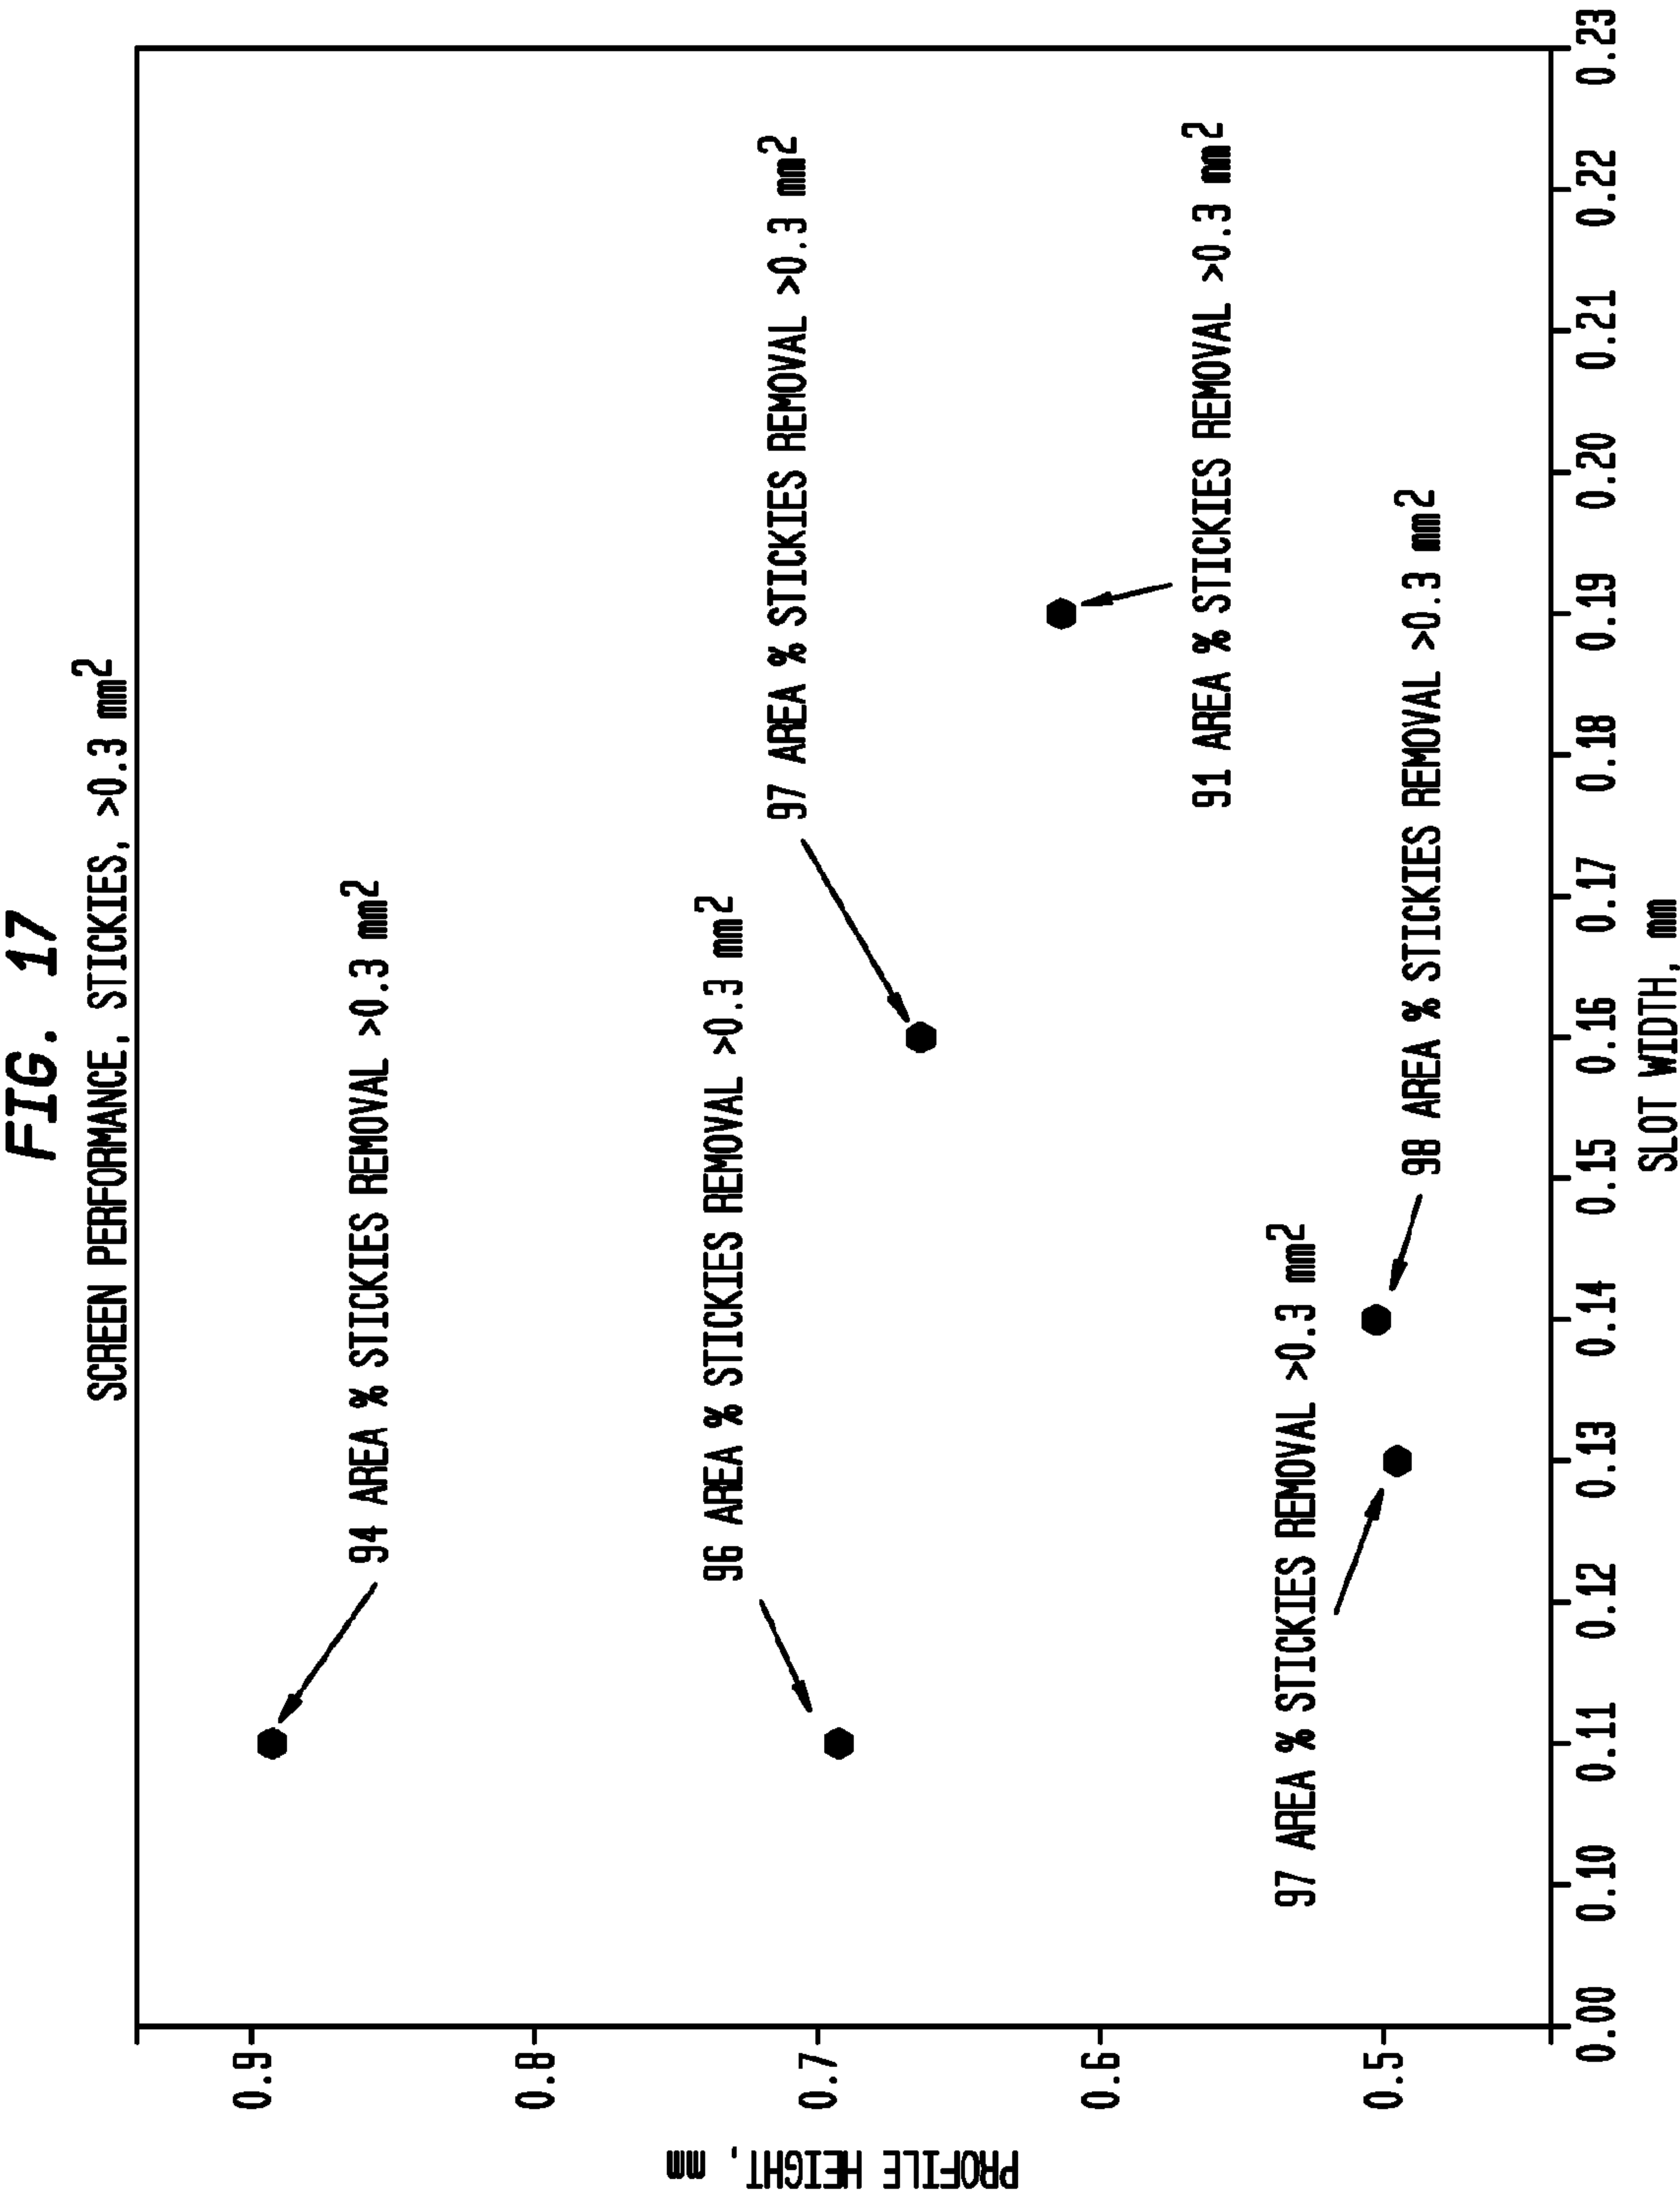 FIG. 17
SCREEN PERFORMANCE, STICKIES, >0.3 mm²
PROFILE HEIGHT, mm
0.9
0.8
0.7
0.6
0.5
94 AREA % STICKIES REMOVAL >0.3 mm²
96 AREA % STICKIES REMOVAL >0.3 mm²
97 AREA % STICKIES REMOVAL >0.3 mm²
91 AREA % STICKIES REMOVAL >0.3 mm²
97 AREA % STICKIES REMOVAL >0.3 mm²
98 AREA % STICKIES REMOVAL >0.3 mm²
0.00 0.10 0.11 0.12 0.13 0.14 0.15 0.16 0.17 0.18 0.19 0.20 0.21 0.22 0.23
SLOT WIDTH, mm